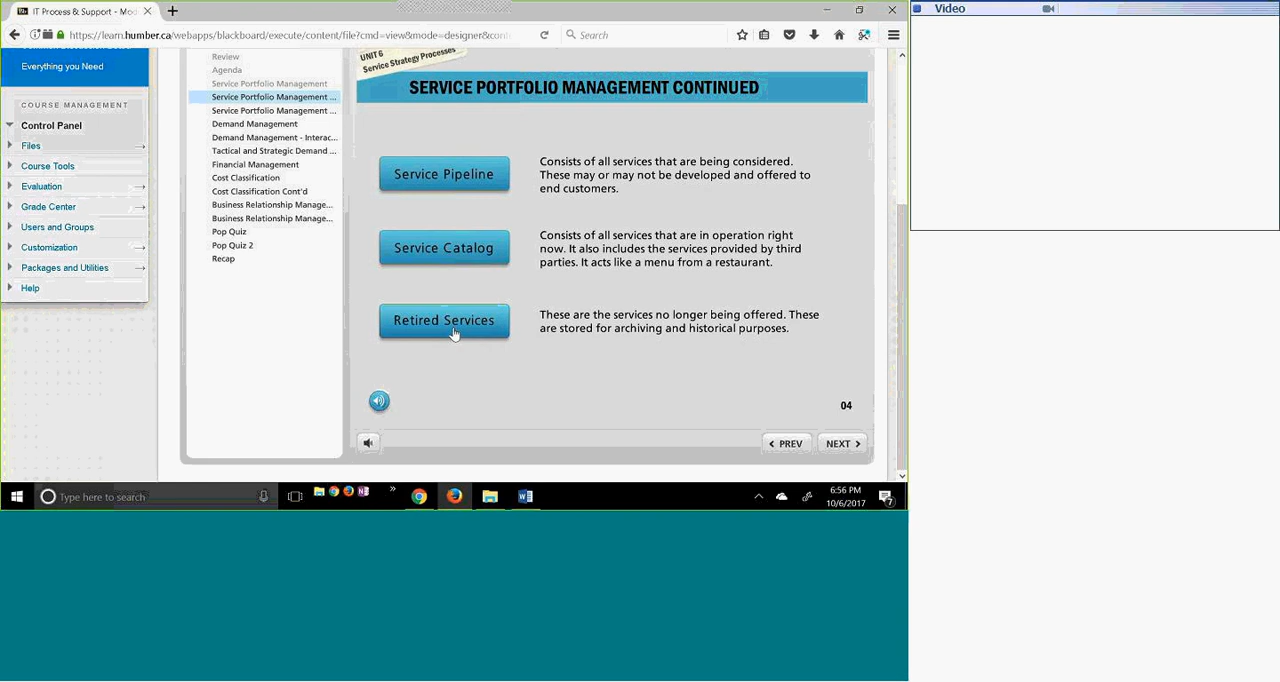 IT Process & Support - Mod
Video
https://learn.humber.ca/webapps/blackboard/execute/content/file?cmd=view&mode=designer&cont
Search
Everything you Need
COURSE MANAGEMENT
Control Panel
Files
Course Tools
Evaluation
Grade Center
Users and Groups
Customization
Packages and Utilities
Help
Review
Agenda
Service Portfolio Management
Service Portfolio Management ...
Service Portfolio Management ...
Demand Management
Demand Management - Interac...
Tactical and Strategic Demand ...
Financial Management
Cost Classification
Cost Classification Cont'd
Business Relationship Manage...
Business Relationship Manage...
Pop Quiz
Pop Quiz 2
Recap
UNIT 6
Service Strategy Processes
SERVICE PORTFOLIO MANAGEMENT CONTINUED
Service Pipeline
Consists of all services that are being considered.
These may or may not be developed and offered to
end customers.
Service Catalog
Consists of all services that are in operation right
now. It also includes the services provided by third
parties. It acts like a menu from a restaurant.
Retired Services
These are the services no longer being offered. These
are stored for archiving and historical purposes.
04
PREV
NEXT
Type here to search
6:56 PM
10/6/2017
7